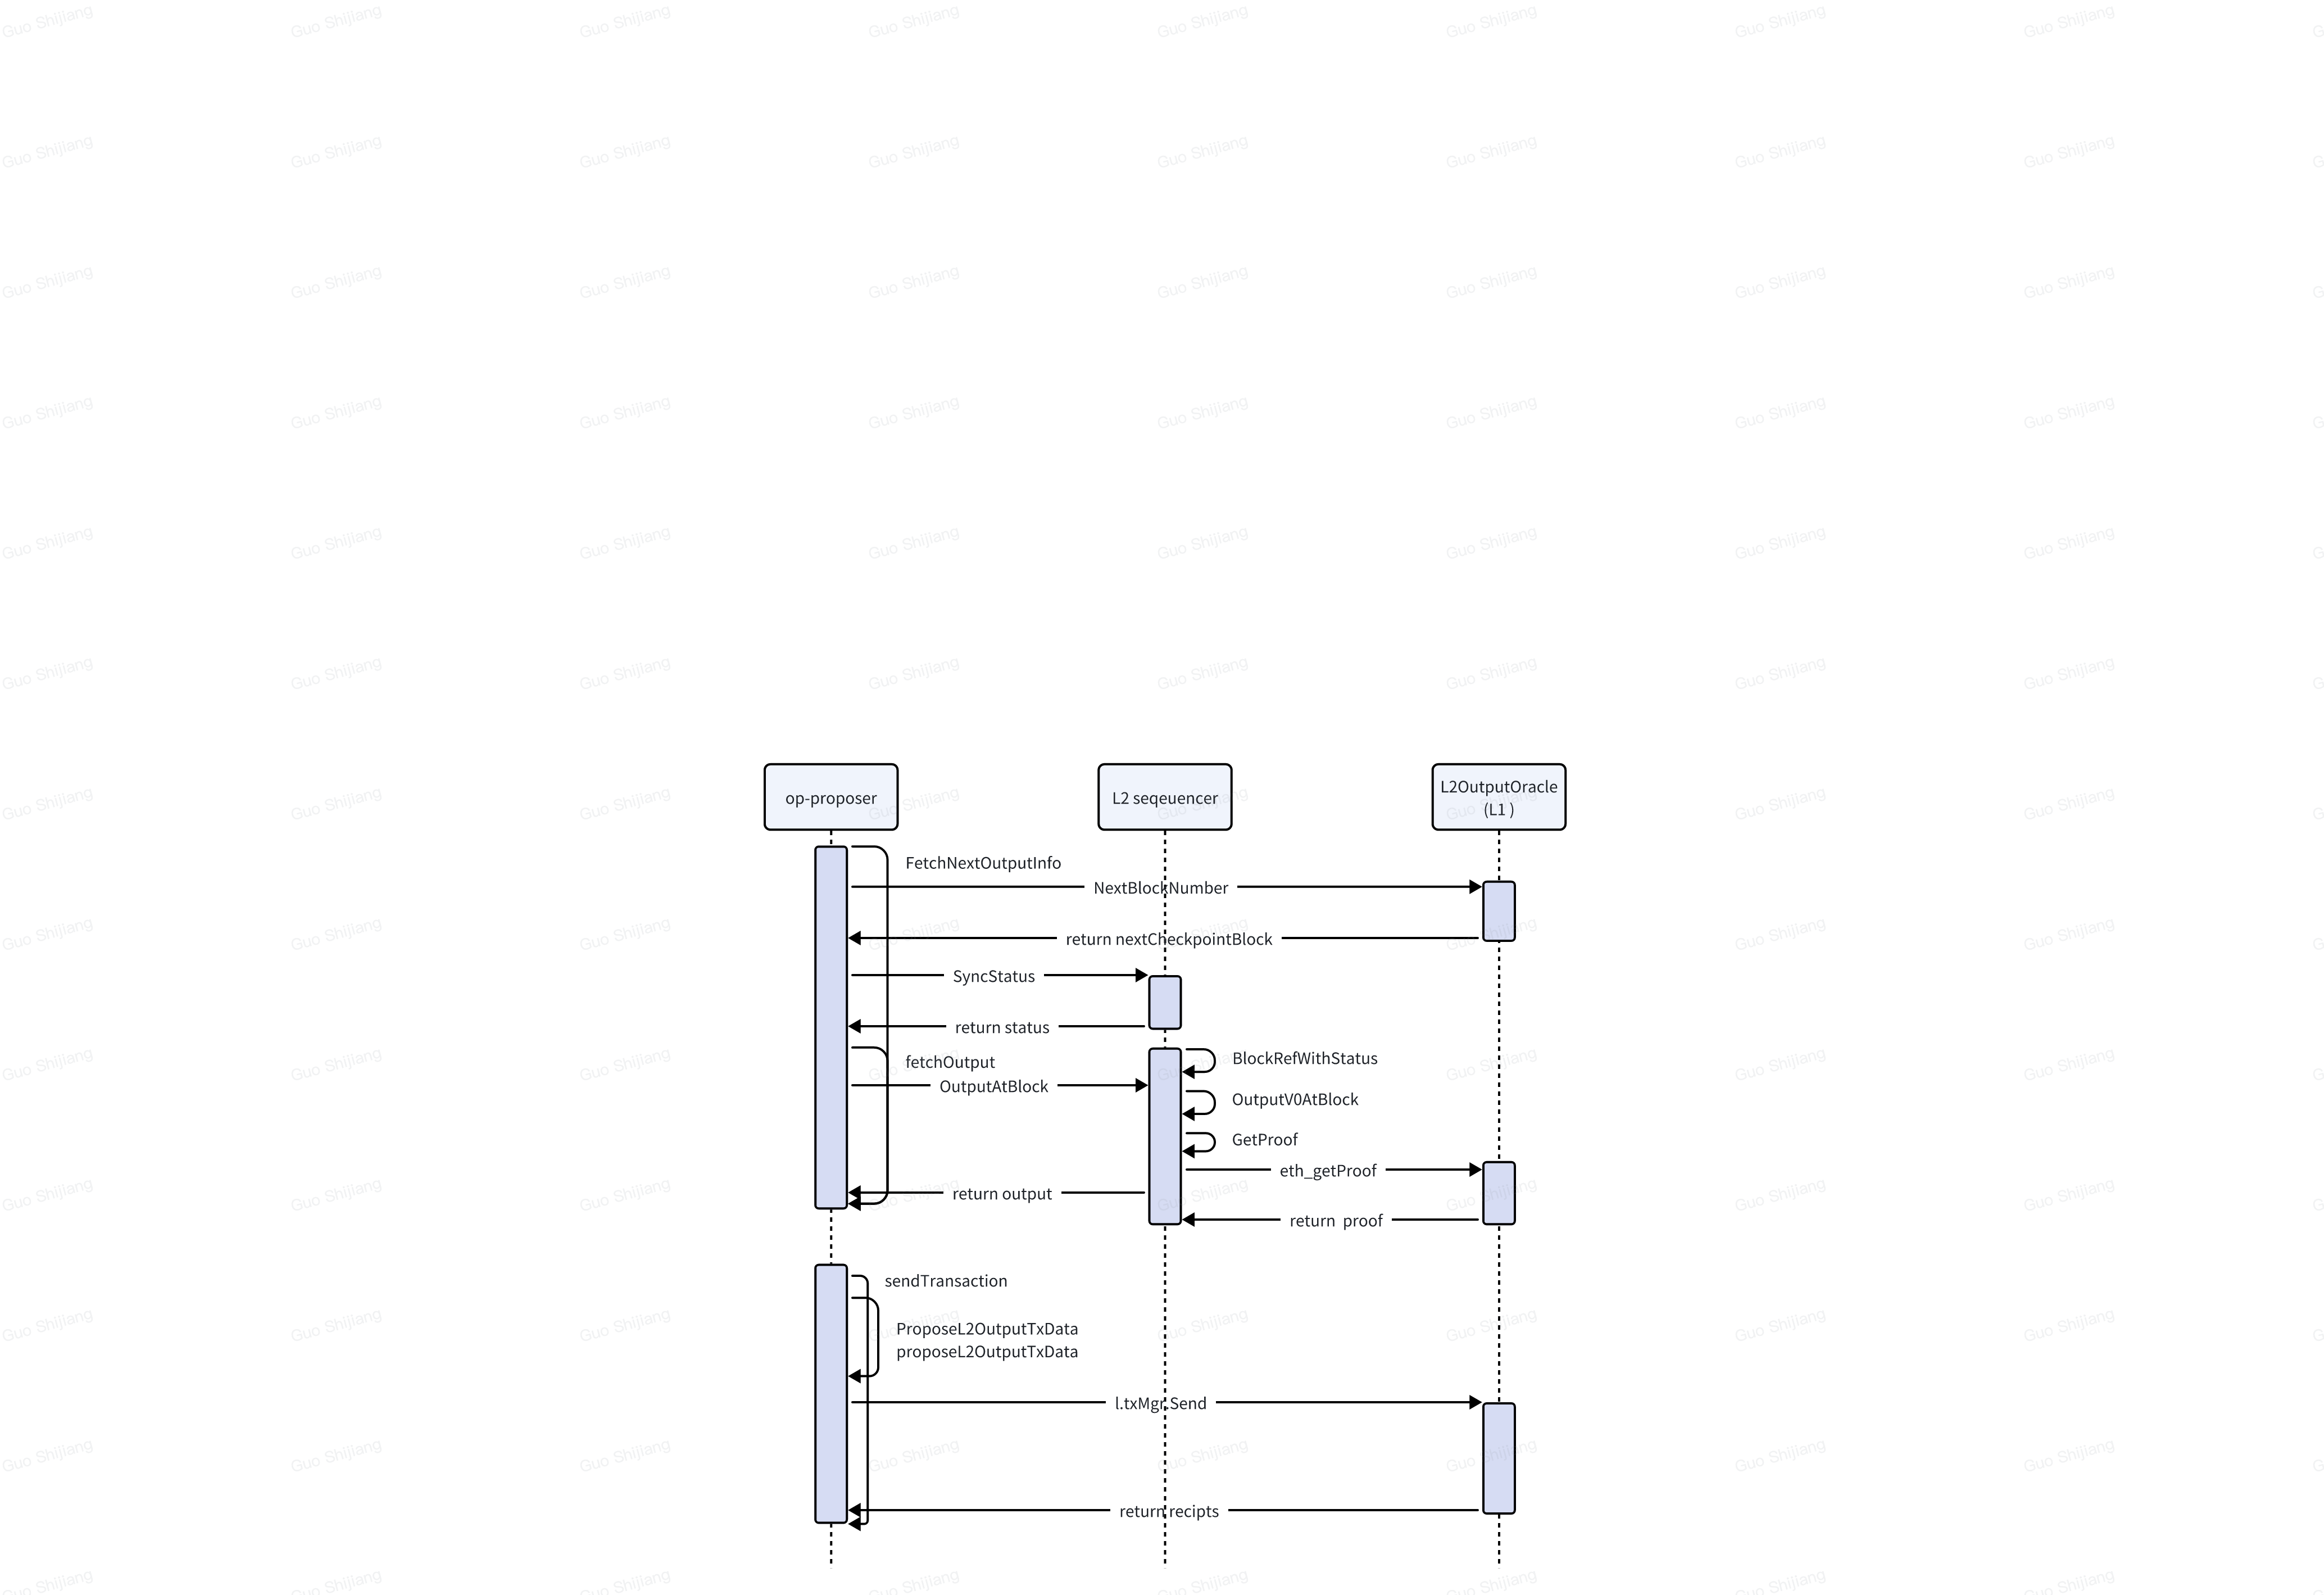 op-proposer
L2 seqeuencer
L2OutputOracle
(L1 )
FetchNextOutputInfo
NextBlockNumber
return nextCheckpointBlock
SyncStatus
return status
fetchOutput
BlockRefWithStatus
OutputAtBlock
OutputV0AtBlock
GetProof
eth_getProof
return output
return  proof
sendTransaction
ProposeL2OutputTxData
proposeL2OutputTxData
l.txMgr.Send
return recipts
Guo Shijiang